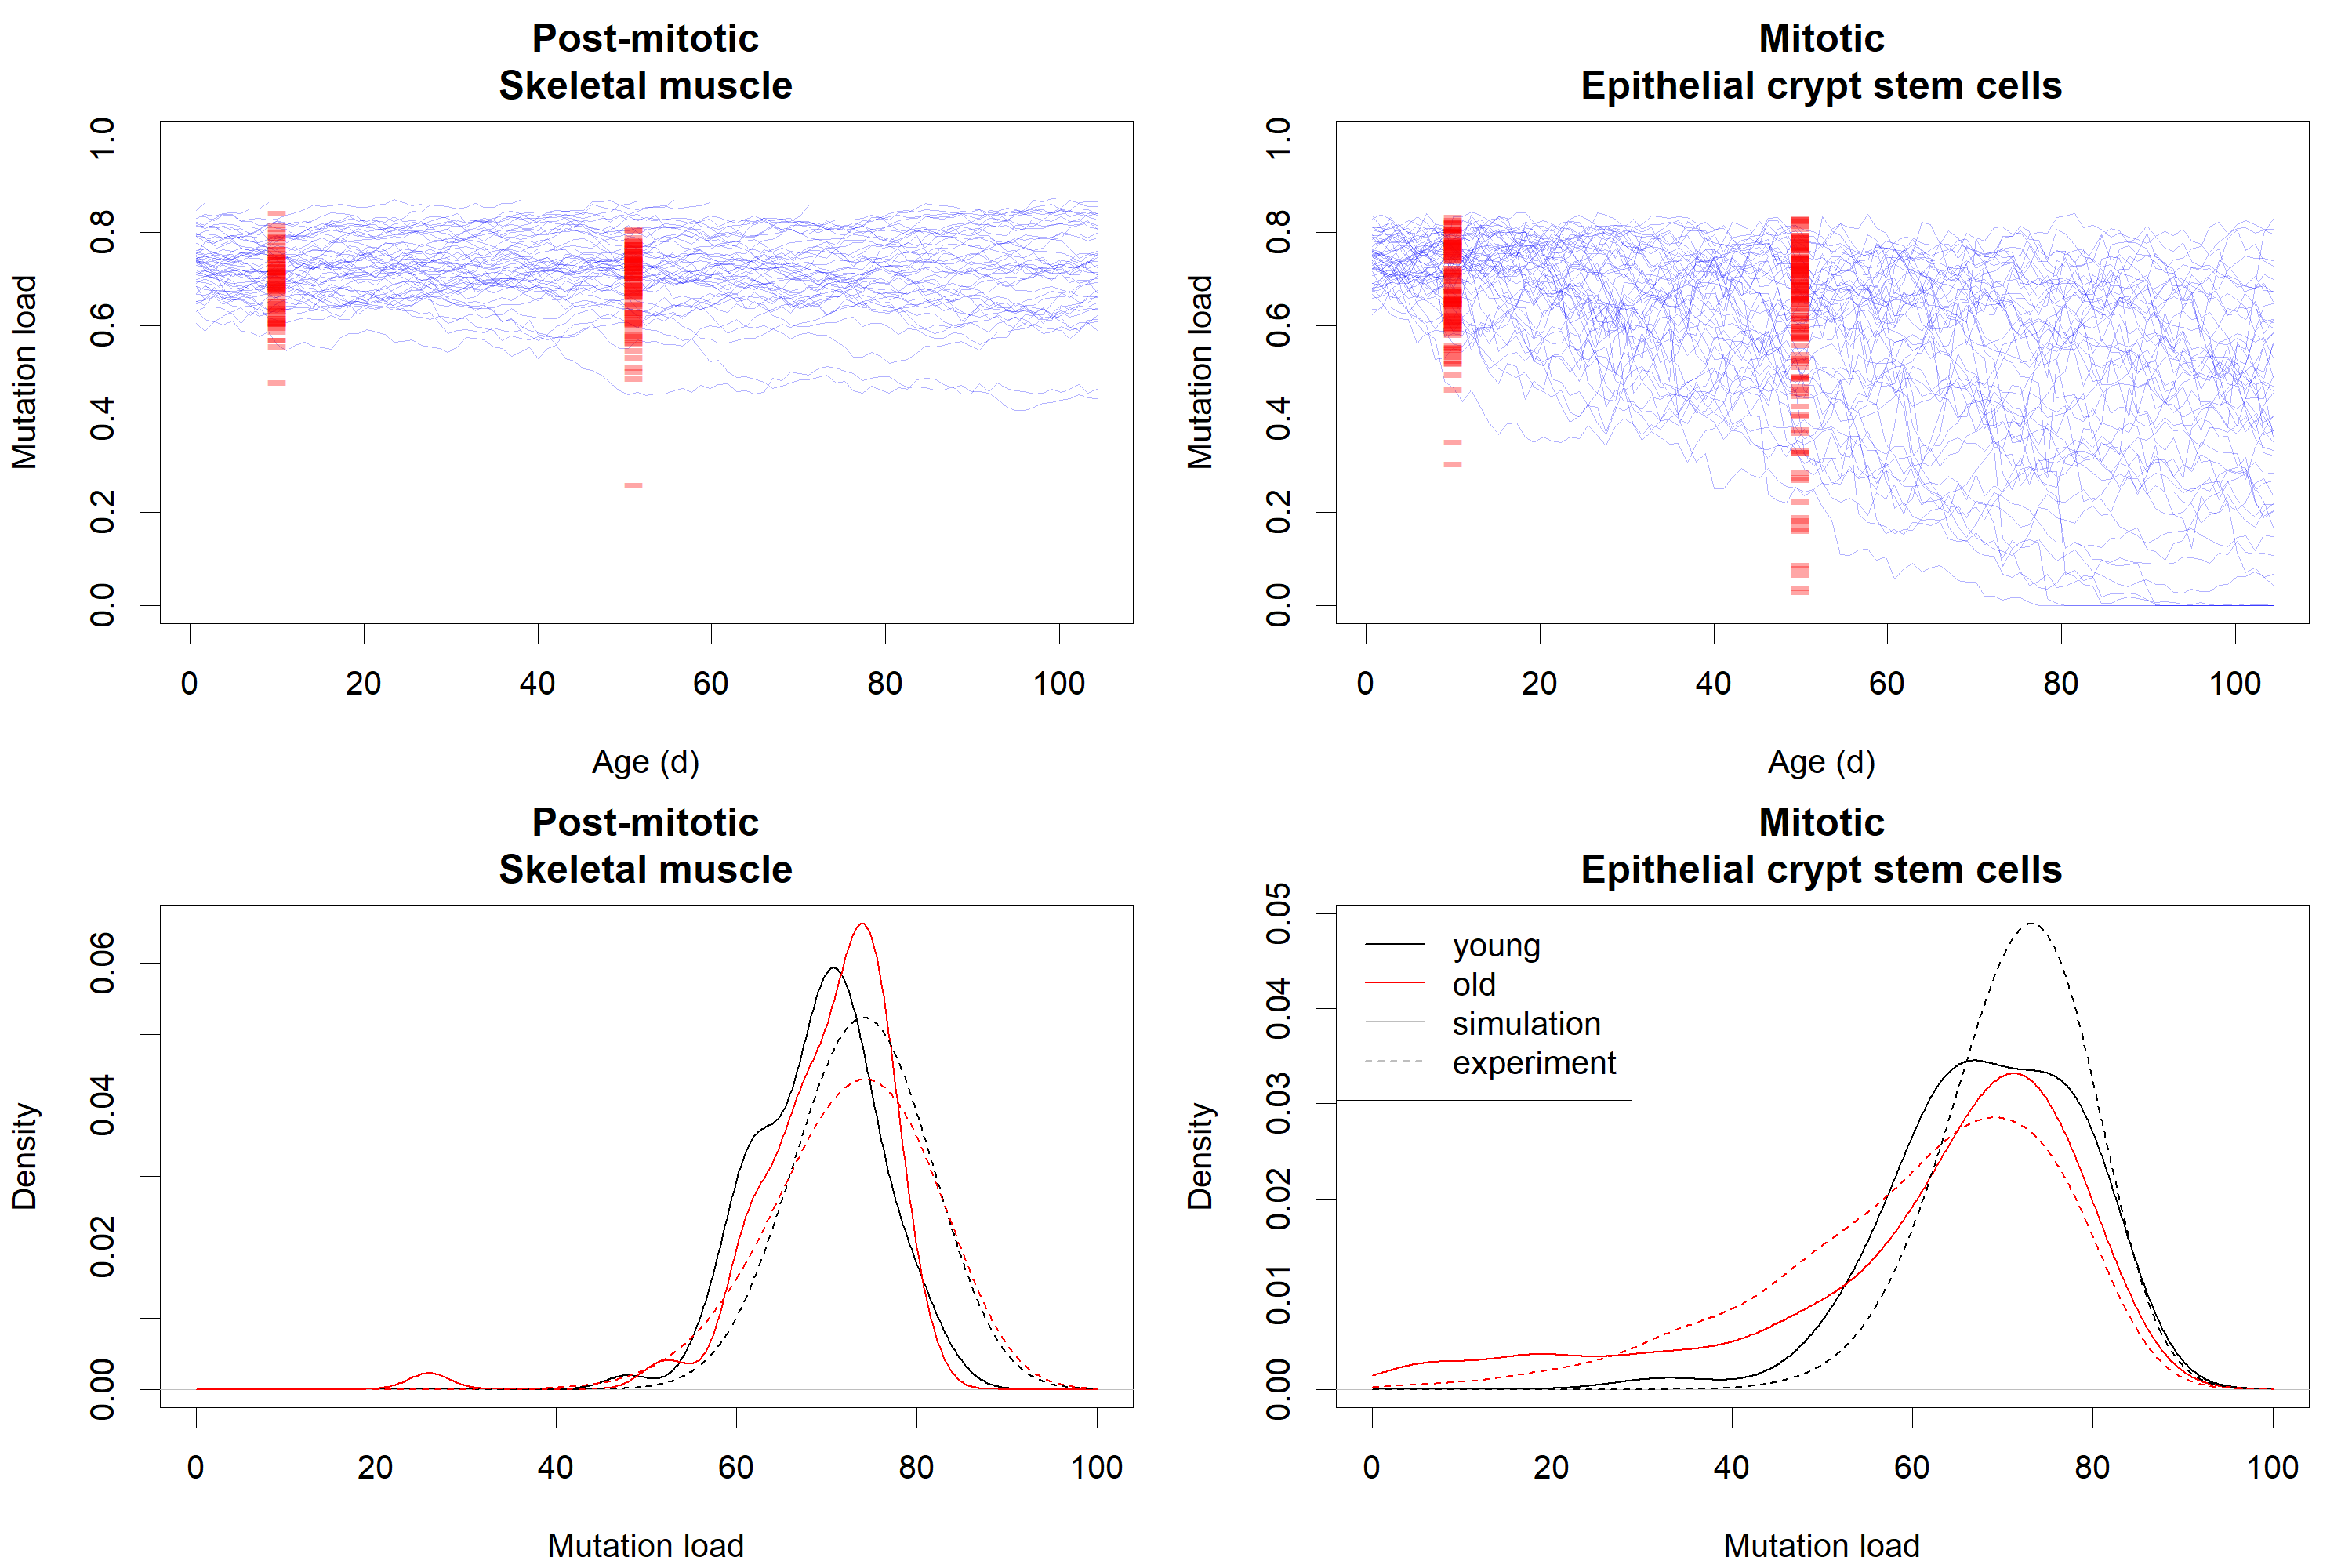 Post-mitotic
Skeletal muscle
Mutation load
1.0
0.8
0.6
0.4
0.2
0.0
0 20 40 60 80 100
Age (d)
Mitotic
Epithelial crypt stem cells
Mutation load
1.0
0.8
0.6
0.4
0.2
0.0
0 20 40 60 80 100
Age (d)
Post-mitotic
Skeletal muscle
Density
0.06
0.04
0.02
0.00
0 20 40 60 80 100
Mutation load
Mitotic
Epithelial crypt stem cells
Density
0.05
0.04
0.03
0.02
0.01
0.00
young
old
simulation
experiment
0 20 40 60 80 100
Mutation load